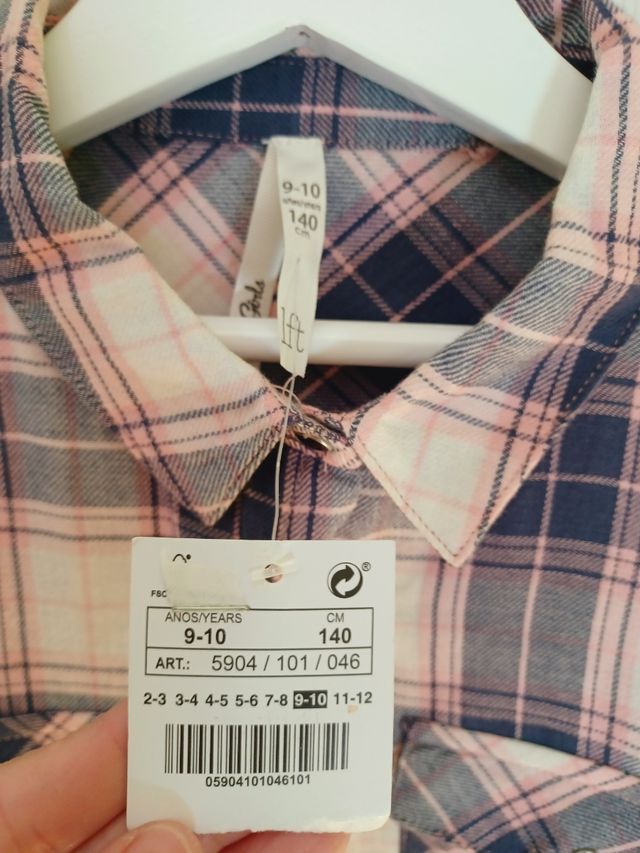 9-10
140
cm
Girls
lft
®
AÑOS/YEARS
CM
9-10
140
ART.: 5904 / 101 / 046
2-3 3-4 4-5 5-6 7-8 9-10 11-12
05904101046101